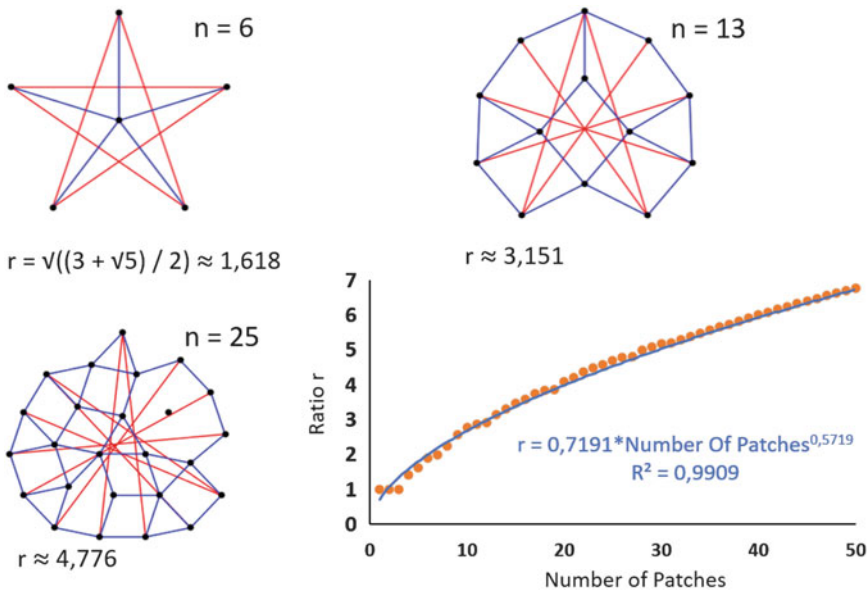 n = 6
n = 13
r = √((3 + √5) / 2) ≈ 1,618
r ≈ 3,151
n = 25
r ≈ 4,776
7
6
5
4
3
2
1
0
Ratio r
r = 0,7191*Number Of Patches^0,5719
R² = 0,9909
0 10 20 30 40 50
Number of Patches